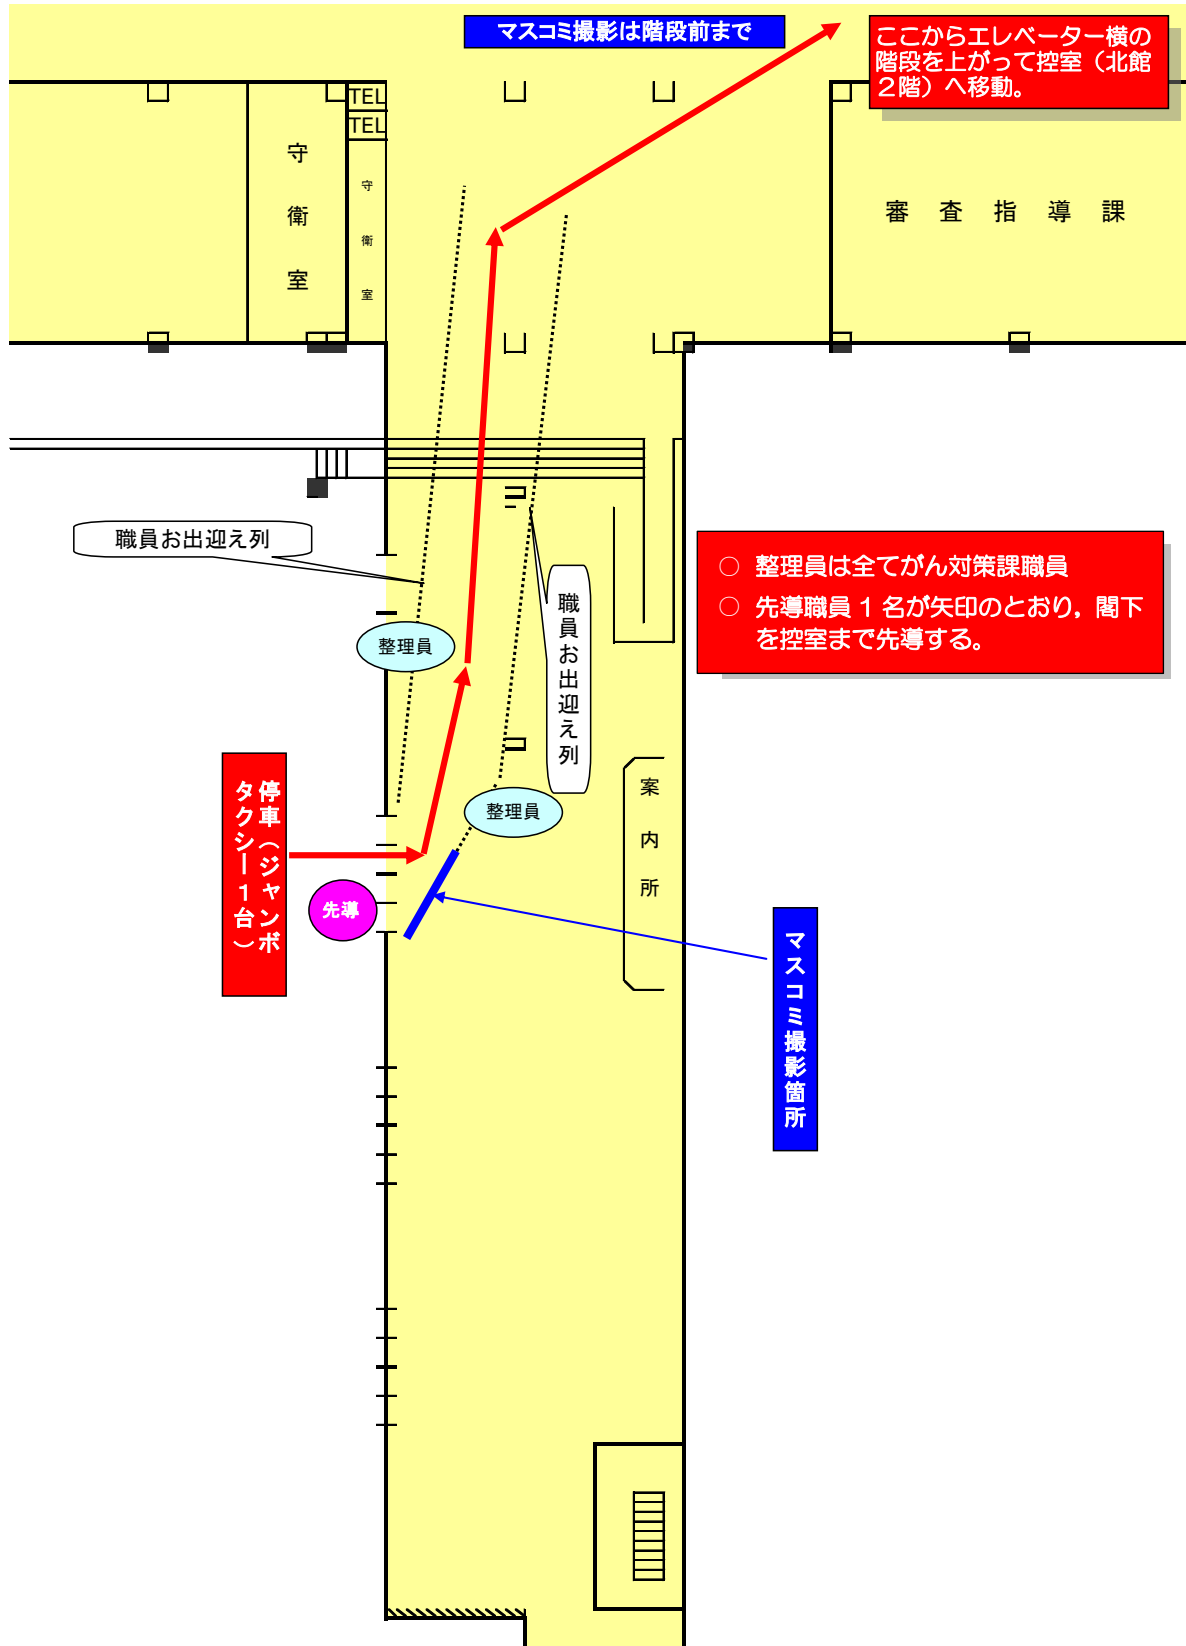 マスコミ撮影は階段前まで
ここからエレベーター横の
階段を上がって控室（北館
２階）へ移動。
TEL
TEL
守衛室
守衛室
審査指導課
職員お出迎え列
職員お出迎え列
○ 整理員は全てがん対策課職員
○ 先導職員１名が矢印のとおり，閣下
を控室まで先導する。
整理員
整理員
停車（ジャンボ
タクシー１台）
先導
案内所
マスコミ撮影箇所